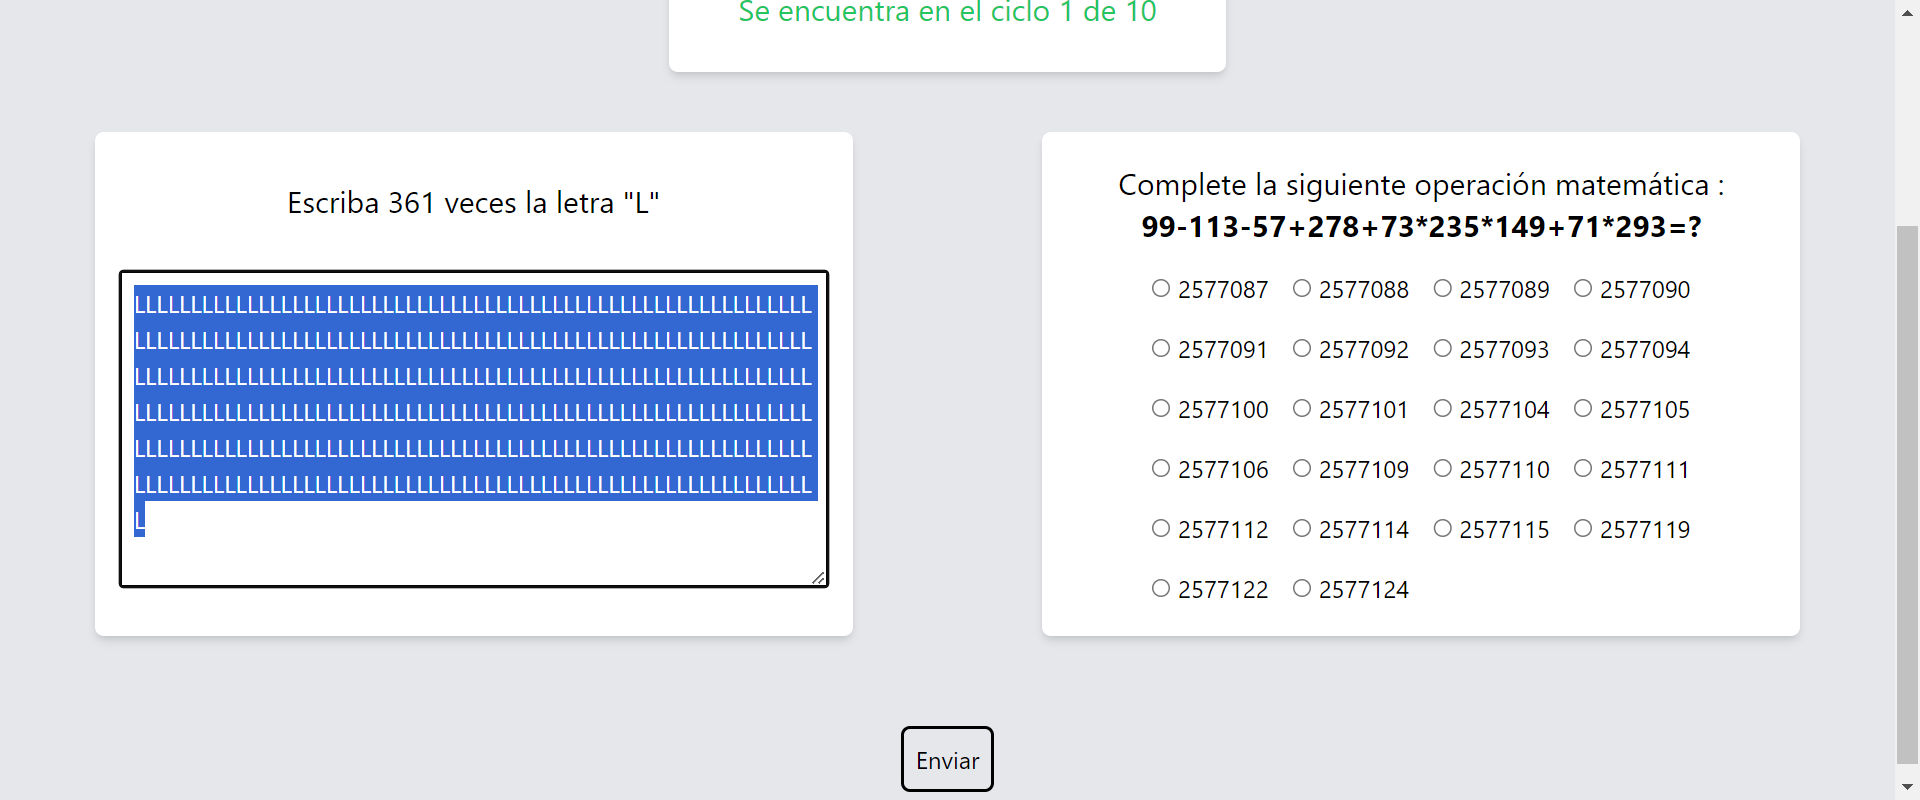 Se encuentra en el ciclo 1 de 10
Escriba 361 veces la letra "L"
LLLLLLLLLLLLLLLLLLLLLLLLLLLLLLLLLLLLLLLLLLLLLLLLLLLLLLLLLLLL
LLLLLLLLLLLLLLLLLLLLLLLLLLLLLLLLLLLLLLLLLLLLLLLLLLLLLLLLLLLL
LLLLLLLLLLLLLLLLLLLLLLLLLLLLLLLLLLLLLLLLLLLLLLLLLLLLLLLLLLLL
LLLLLLLLLLLLLLLLLLLLLLLLLLLLLLLLLLLLLLLLLLLLLLLLLLLLLLLLLLLL
LLLLLLLLLLLLLLLLLLLLLLLLLLLLLLLLLLLLLLLLLLLLLLLLLLLLLLLLLLLL
LLLLLLLLLLLLLLLLLLLLLLLLLLLLLLLLLLLLLLLLLLLLLLLLLLLLLLLLLLLL
L
Complete la siguiente operación matemática :
99-113-57+278+73*235*149+71*293=?
2577087 2577088 2577089 2577090
2577091 2577092 2577093 2577094
2577100 2577101 2577104 2577105
2577106 2577109 2577110 2577111
2577112 2577114 2577115 2577119
2577122 2577124
Enviar